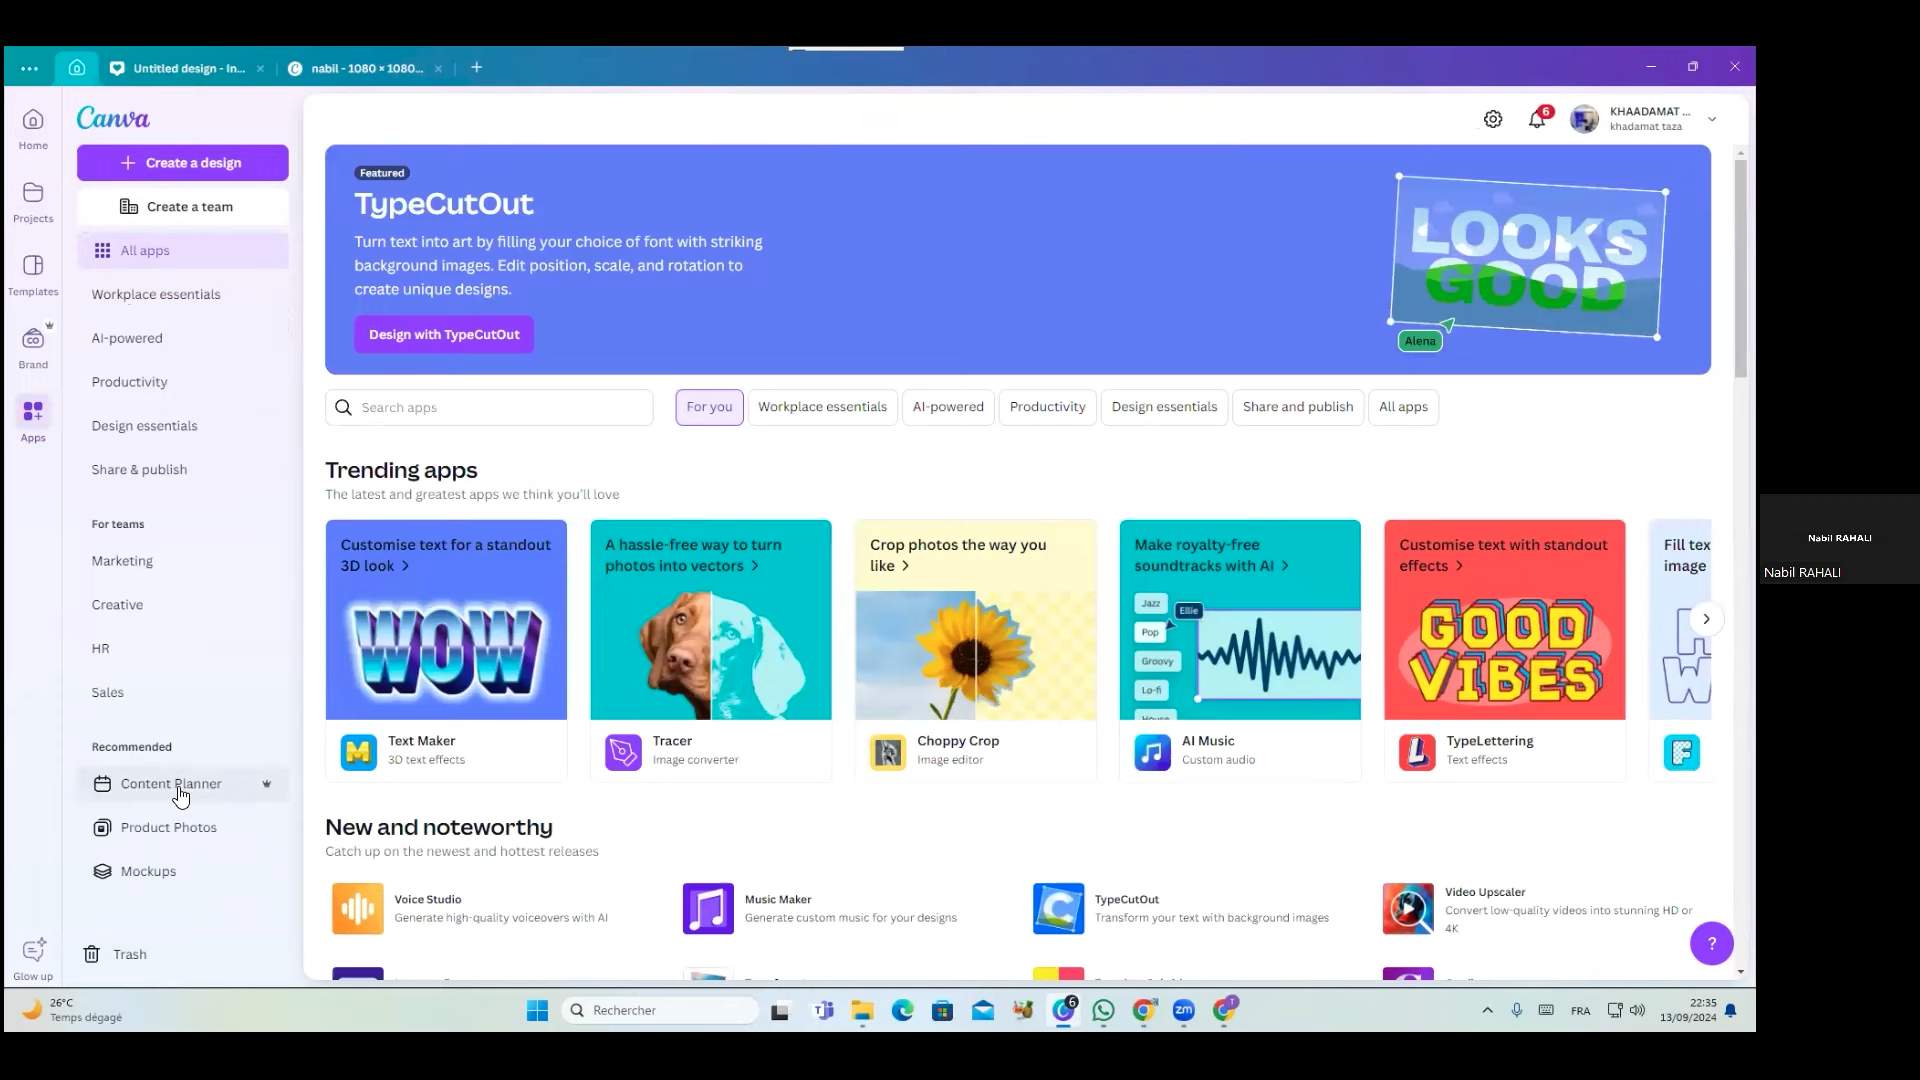 Untitled design - In...
nabil - 1080 × 1080...
Home
Projects
Templates
Brand
Apps
Glow up
Canva
Create a design
Create a team
All apps
Workplace essentials
AI-powered
Productivity
Design essentials
Share & publish
For teams
Marketing
Creative
HR
Sales
Recommended
Content Planner
Product Photos
Mockups
Trash
6
KHAADAMAT ...
khadamat taza
Featured
TypeCutOut
Turn text into art by filling your choice of font with striking
background images. Edit position, scale, and rotation to
create unique designs.
Design with TypeCutOut
LOOKS
GOOD
Alena
Search apps
For you
Workplace essentials
AI-powered
Productivity
Design essentials
Share and publish
All apps
Trending apps
The latest and greatest apps we think you'll love
Customise text for a standout
3D look
WOW
Text Maker
3D text effects
A hassle-free way to turn
photos into vectors
Tracer
Image converter
Crop photos the way you
like
Choppy Crop
Image editor
Make royalty-free
soundtracks with AI
Jazz
Ellie
Pop
Groovy
Lo-fi
House
AI Music
Custom audio
Customise text with standout
effects
GOOD
VIBES
TypeLettering
Text effects
Fill tex
image
New and noteworthy
Catch up on the newest and hottest releases
Voice Studio
Generate high-quality voiceovers with AI
Music Maker
Generate custom music for your designs
TypeCutOut
Transform your text with background images
Video Upscaler
Convert low-quality videos into stunning HD or
4K
?
Nabil RAHALI
Nabil RAHALI
26°C
Temps dégagé
Rechercher
6
zm
FRA
22:35
13/09/2024